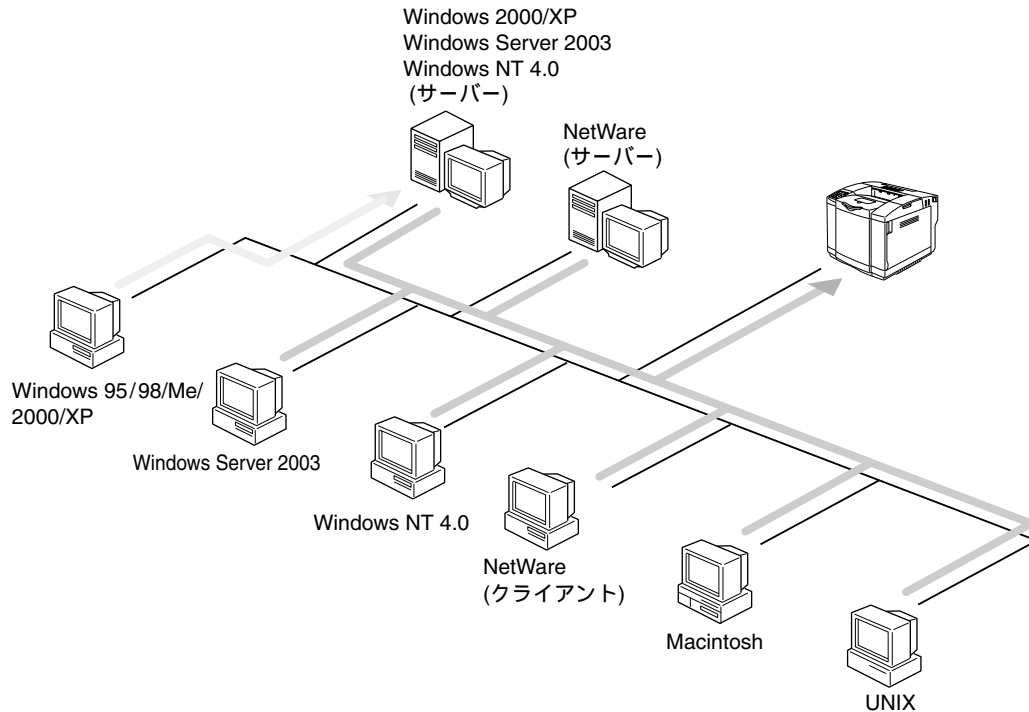 Windows 2000/XP
Windows Server 2003
Windows NT 4.0
(サーバー)
NetWare
(サーバー)
Windows 95/98/Me/
2000/XP
Windows Server 2003
Windows NT 4.0
NetWare
(クライアント)
Macintosh
UNIX